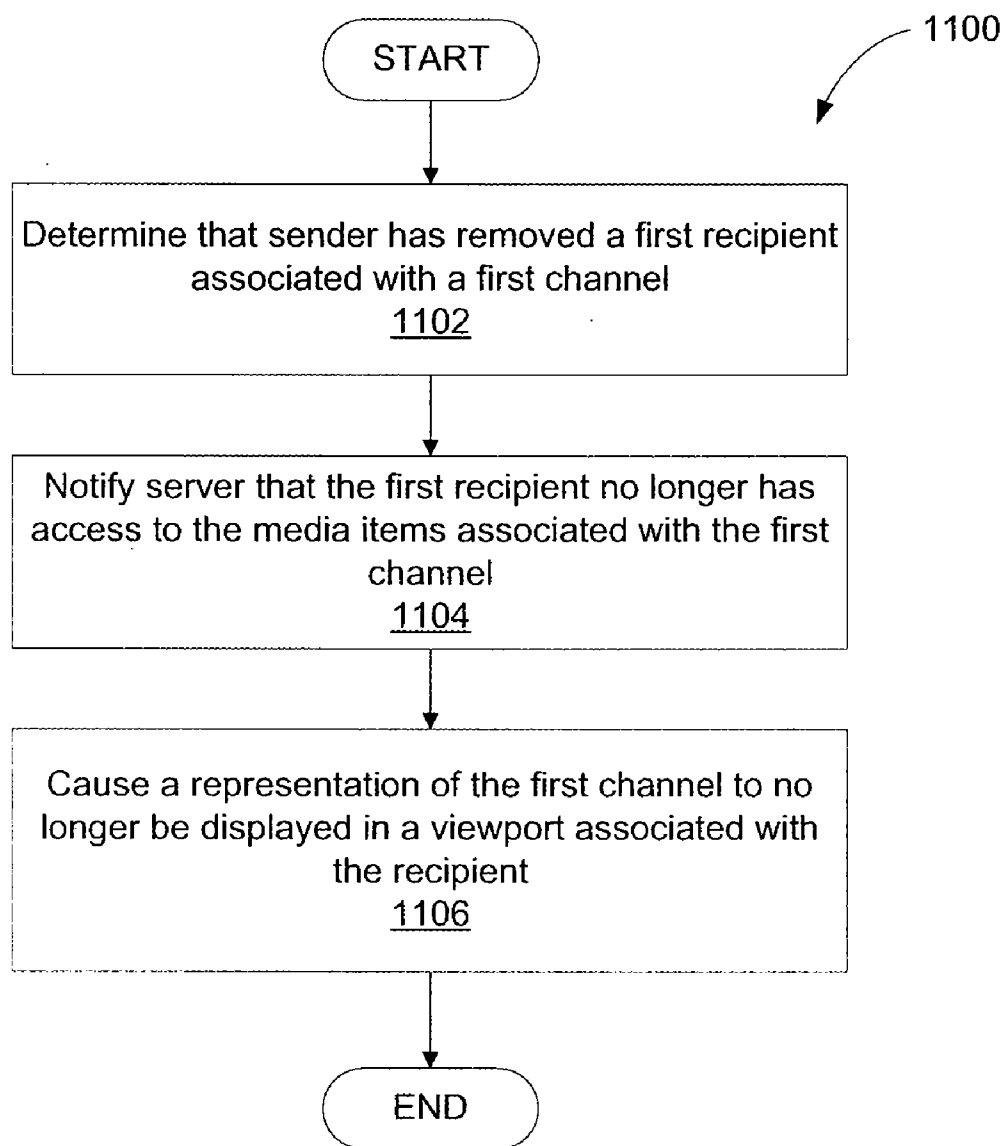 START
1100
Determine that sender has removed a first recipient
associated with a first channel
1102
Notify server that the first recipient no longer has
access to the media items associated with the first
channel
1104
Cause a representation of the first channel to no
longer be displayed in a viewport associated with
the recipient
1106
END